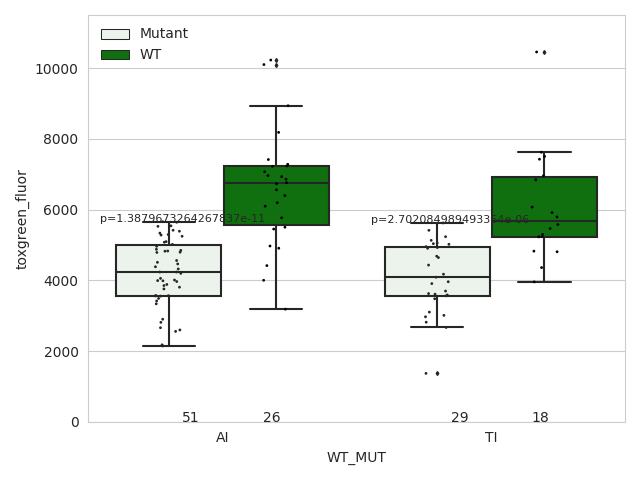 Mutant
WT
toxgreen_fluor
10000
8000
6000
4000
2000
0
p=1.3879673264267837e-11
p=2.702084989493364e-06
51
26
29
18
AI
TI
WT_MUT